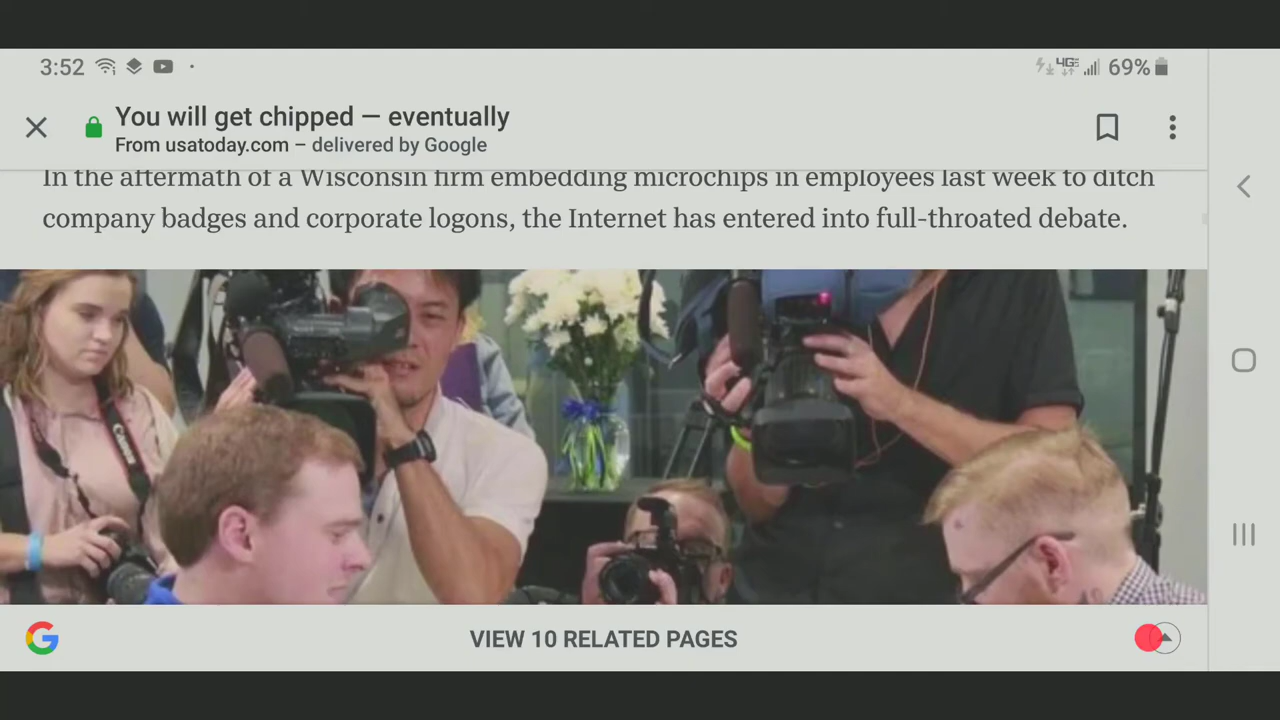 3:52
4G
69%
You will get chipped — eventually
From usatoday.com – delivered by Google
In the aftermath of a Wisconsin firm embedding microchips in employees last week to ditch
company badges and corporate logons, the Internet has entered into full-throated debate.
Canon
VIEW 10 RELATED PAGES